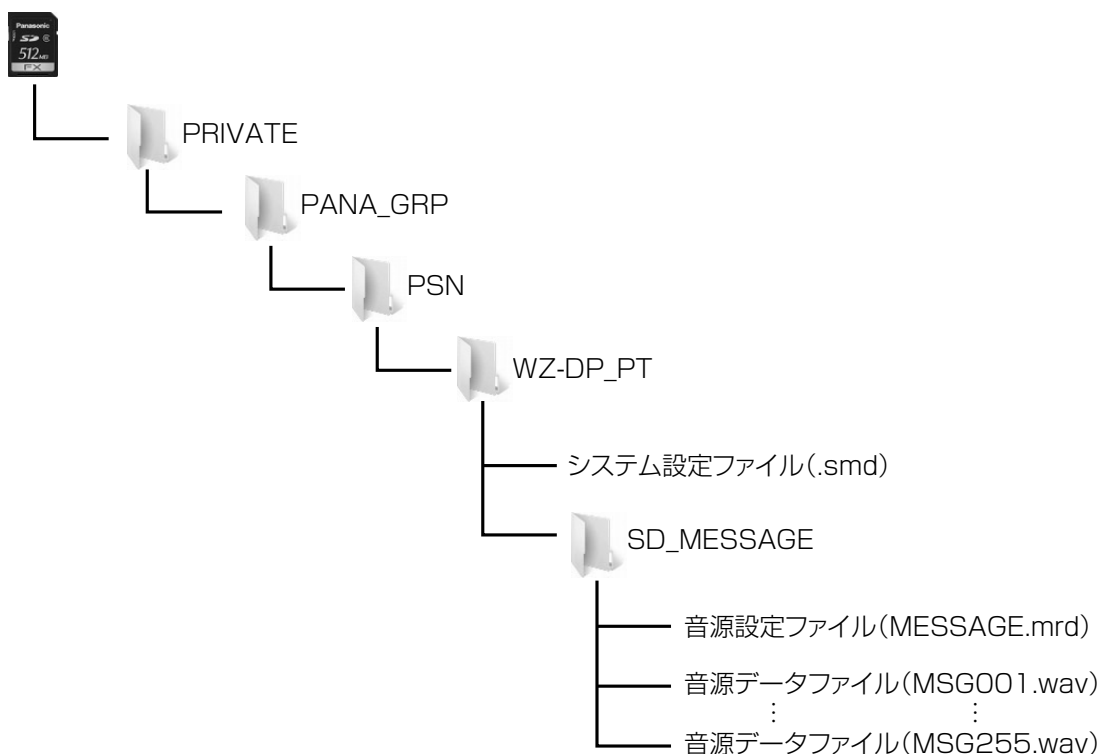 Panasonic
SD
512MB
FX
PRIVATE
PANA_GRP
PSN
WZ-DP_PT
システム設定ファイル(.smd)
SD_MESSAGE
音源設定ファイル(MESSAGE.mrd)
音源データファイル(MSG001.wav)
⋮ ⋮
音源データファイル(MSG255.wav)